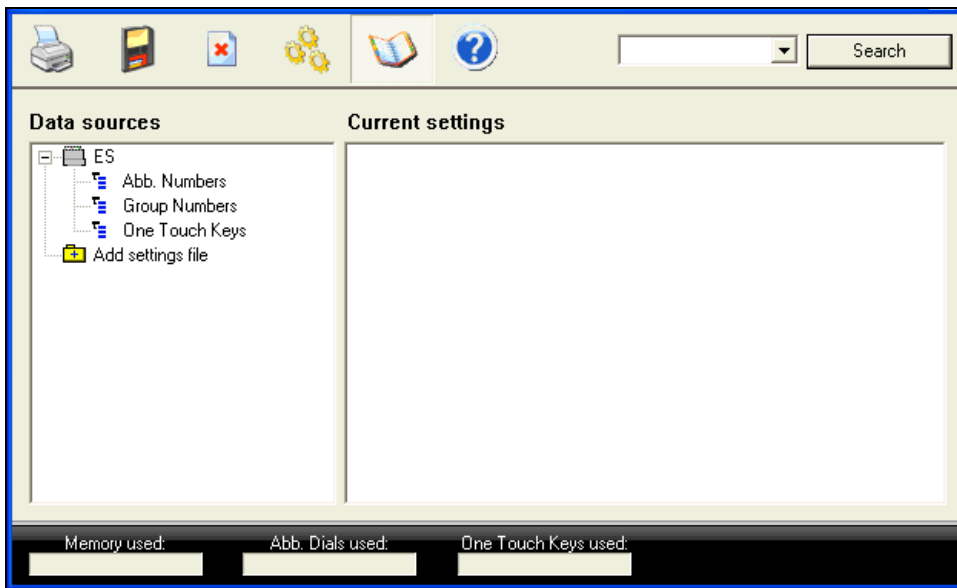 Search
Data sources
Current settings
ES
Abb. Numbers
Group Numbers
One Touch Keys
Add settings file
Memory used:
Abb. Dials used:
One Touch Keys used: